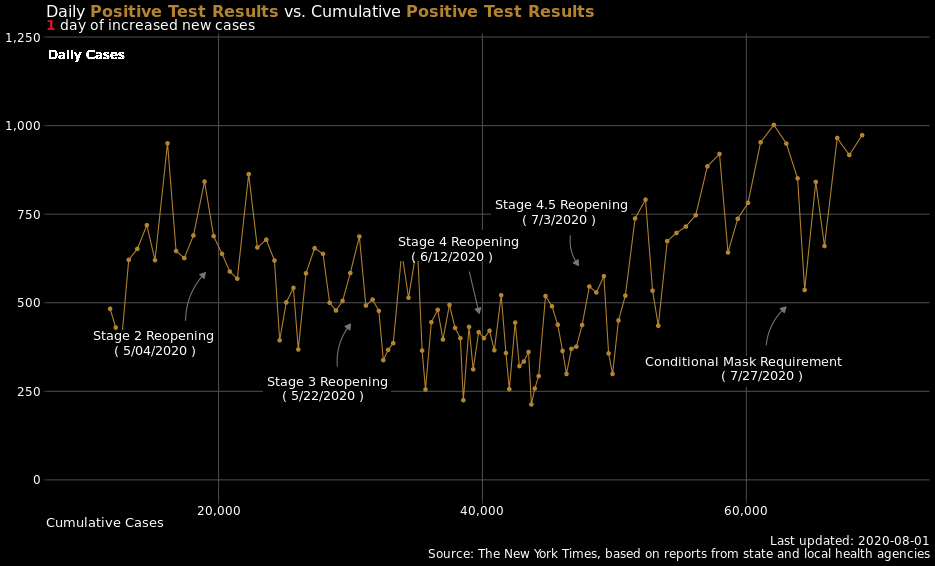 Daily Positive Test Results vs. Cumulative Positive Test Results
1 day of increased new cases
1,250
Daily Cases
1,000
750
500
250
0
Stage 4.5 Reopening
( 7/3/2020 )
Stage 4 Reopening
( 6/12/2020 )
Stage 2 Reopening
( 5/04/2020 )
Conditional Mask Requirement
( 7/27/2020 )
Stage 3 Reopening
( 5/22/2020 )
20,000
40,000
60,000
Cumulative Cases
Last updated: 2020-08-01
Source: The New York Times, based on reports from state and local health agencies